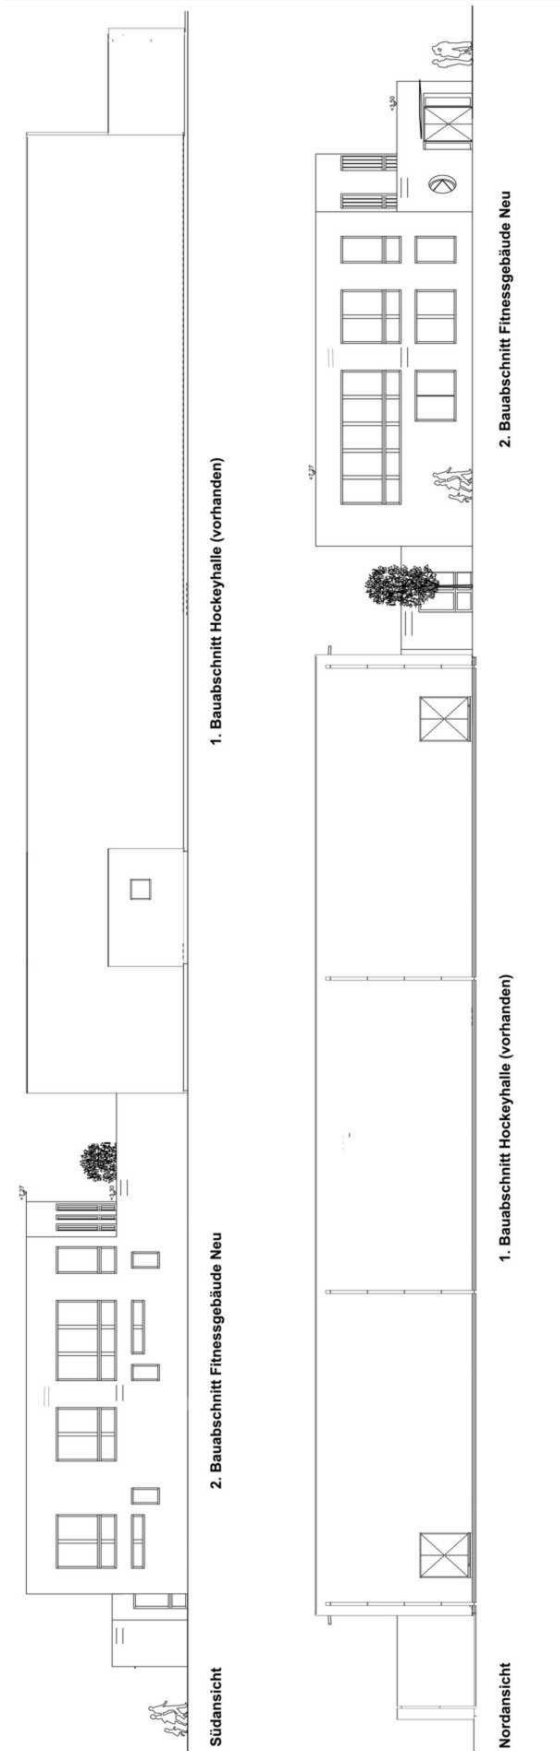 Südansicht
2. Bauabschnitt Fitnessgebäude Neu
1. Bauabschnitt Hockeyhalle (vorhanden)
Nordansicht
1. Bauabschnitt Hockeyhalle (vorhanden)
2. Bauabschnitt Fitnessgebäude Neu